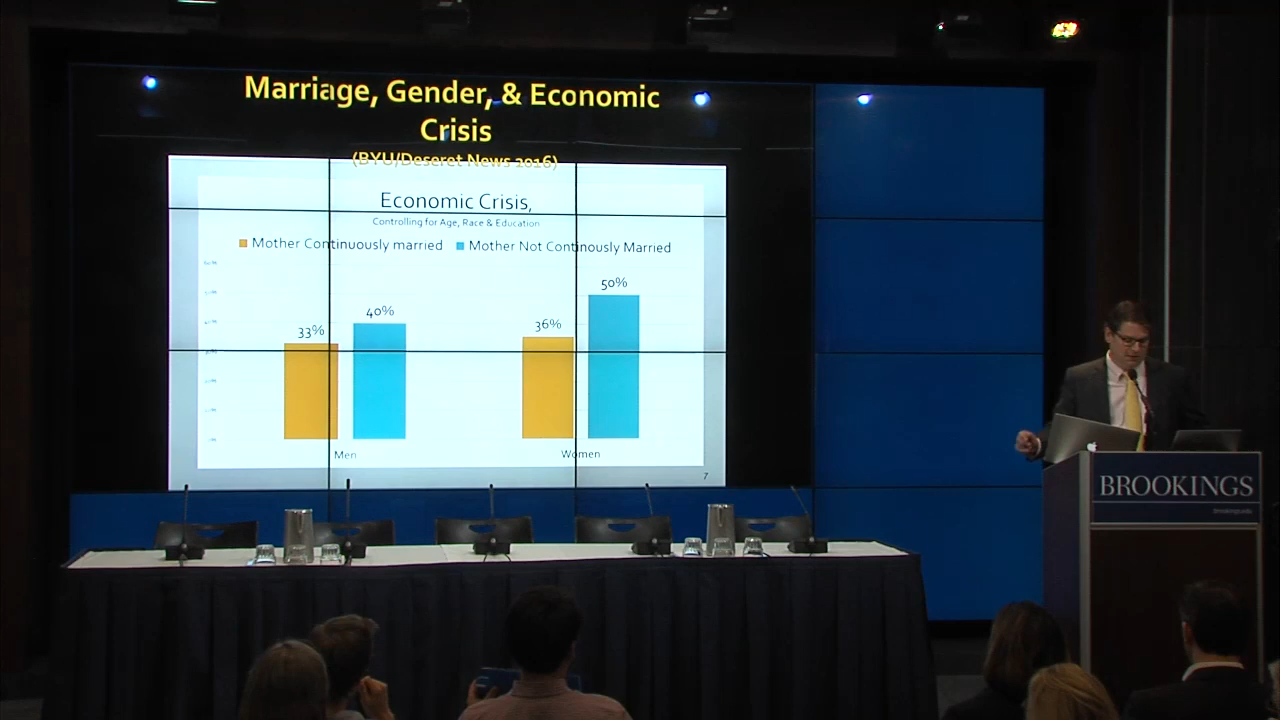 Marriage, Gender, & Economic
Crisis
(BYU/Deseret News 2016)
Economic Crisis,
Controlling for Age, Race & Education
Mother Continuously married
Mother Not Continously Married
33%
40%
36%
50%
Men
Women
7
BROOKINGS